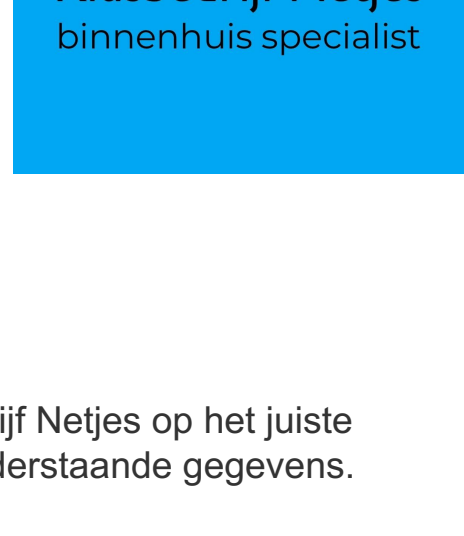 binnenhuis specialist
ijf Netjes op het juiste
derstaande gegevens.